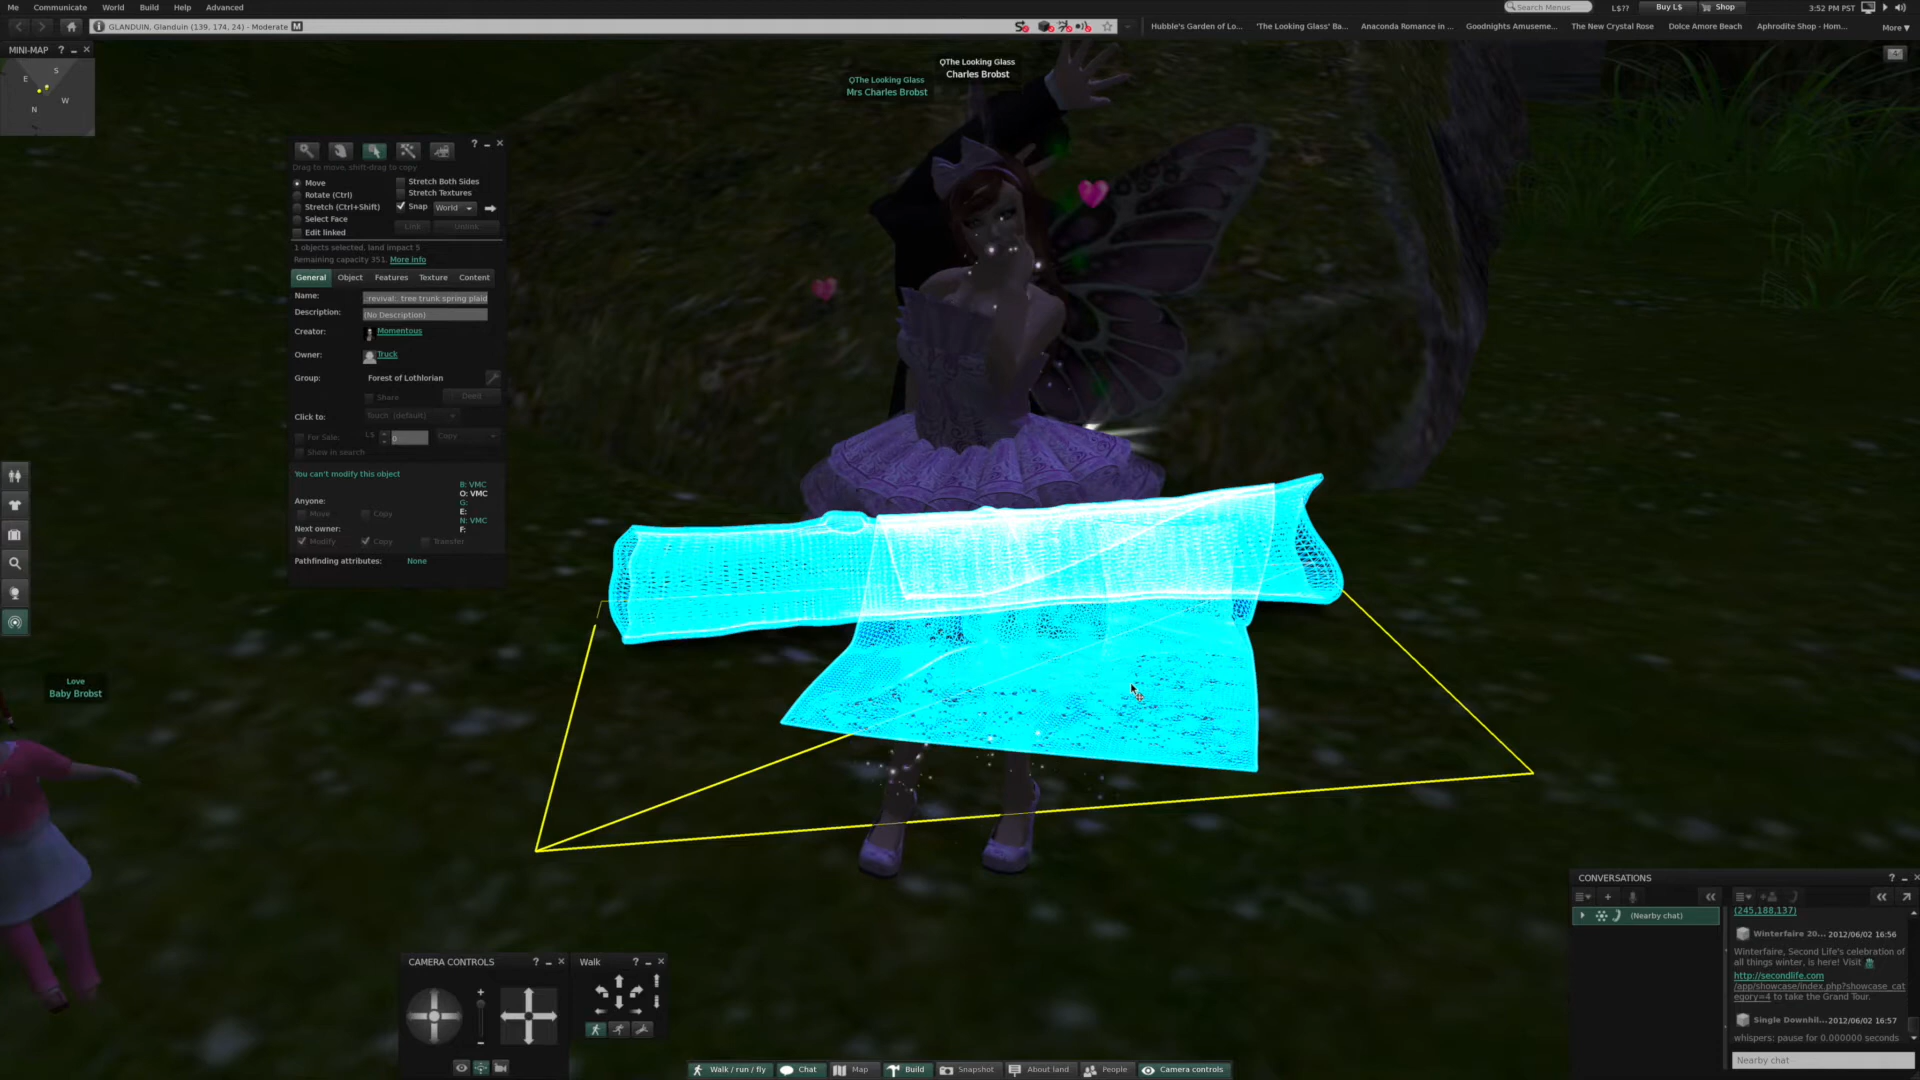 Me Communicate World Build Help Advanced
Search Menus L$?? Buy L$ Shop 3:52 PM PST
GLANDUIN, Glanduin (139, 174, 24) - Moderate M
Hubble's Garden of Lo... 'The Looking Glass' Ba... Anaconda Romance in ... Goodnights Amuseme... The New Crystal Rose Dolce Amore Beach Aphrodite Shop - Hom... More
MINI-MAP
S
E
W
N
The Looking Glass
Charles Brobst
The Looking Glass
Mrs Charles Brobst
Drag to move, shift-drag to copy
Move
Rotate (Ctrl)
Stretch (Ctrl+Shift)
Select Face
Edit linked
Stretch Both Sides
Stretch Textures
Snap World
Link Unlink
1 objects selected, land impact 5
Remaining capacity 351. More info
General Object Features Texture Content
Name: ::revival:: tree trunk spring plaid
Description: (No Description)
Creator: Momentous
Owner: Truck
Group: Forest of Lothlorian
Share Deed
Click to: Touch (default)
For Sale: L$ 0 Copy
Show in search
You can't modify this object
B: VMC
O: VMC
G:
E:
N: VMC
F:
Anyone:
Move Copy
Next owner:
Modify Copy Transfer
Pathfinding attributes: None
Love
Baby Brobst
CAMERA CONTROLS
Walk
CONVERSATIONS
(Nearby chat)
(245,188,137)
Winterfaire 20... 2012/06/02 16:56
Winterfaire, Second Life's celebration of
all things winter, is here! Visit
http://secondlife.com
/app/showcase/index.php?showcase_cat
egory=4 to take the Grand Tour.
Single Downhil... 2012/06/02 16:57
whispers: pause for 0.000000 seconds
Nearby chat
Walk / run / fly Chat Map Build Snapshot About land People Camera controls